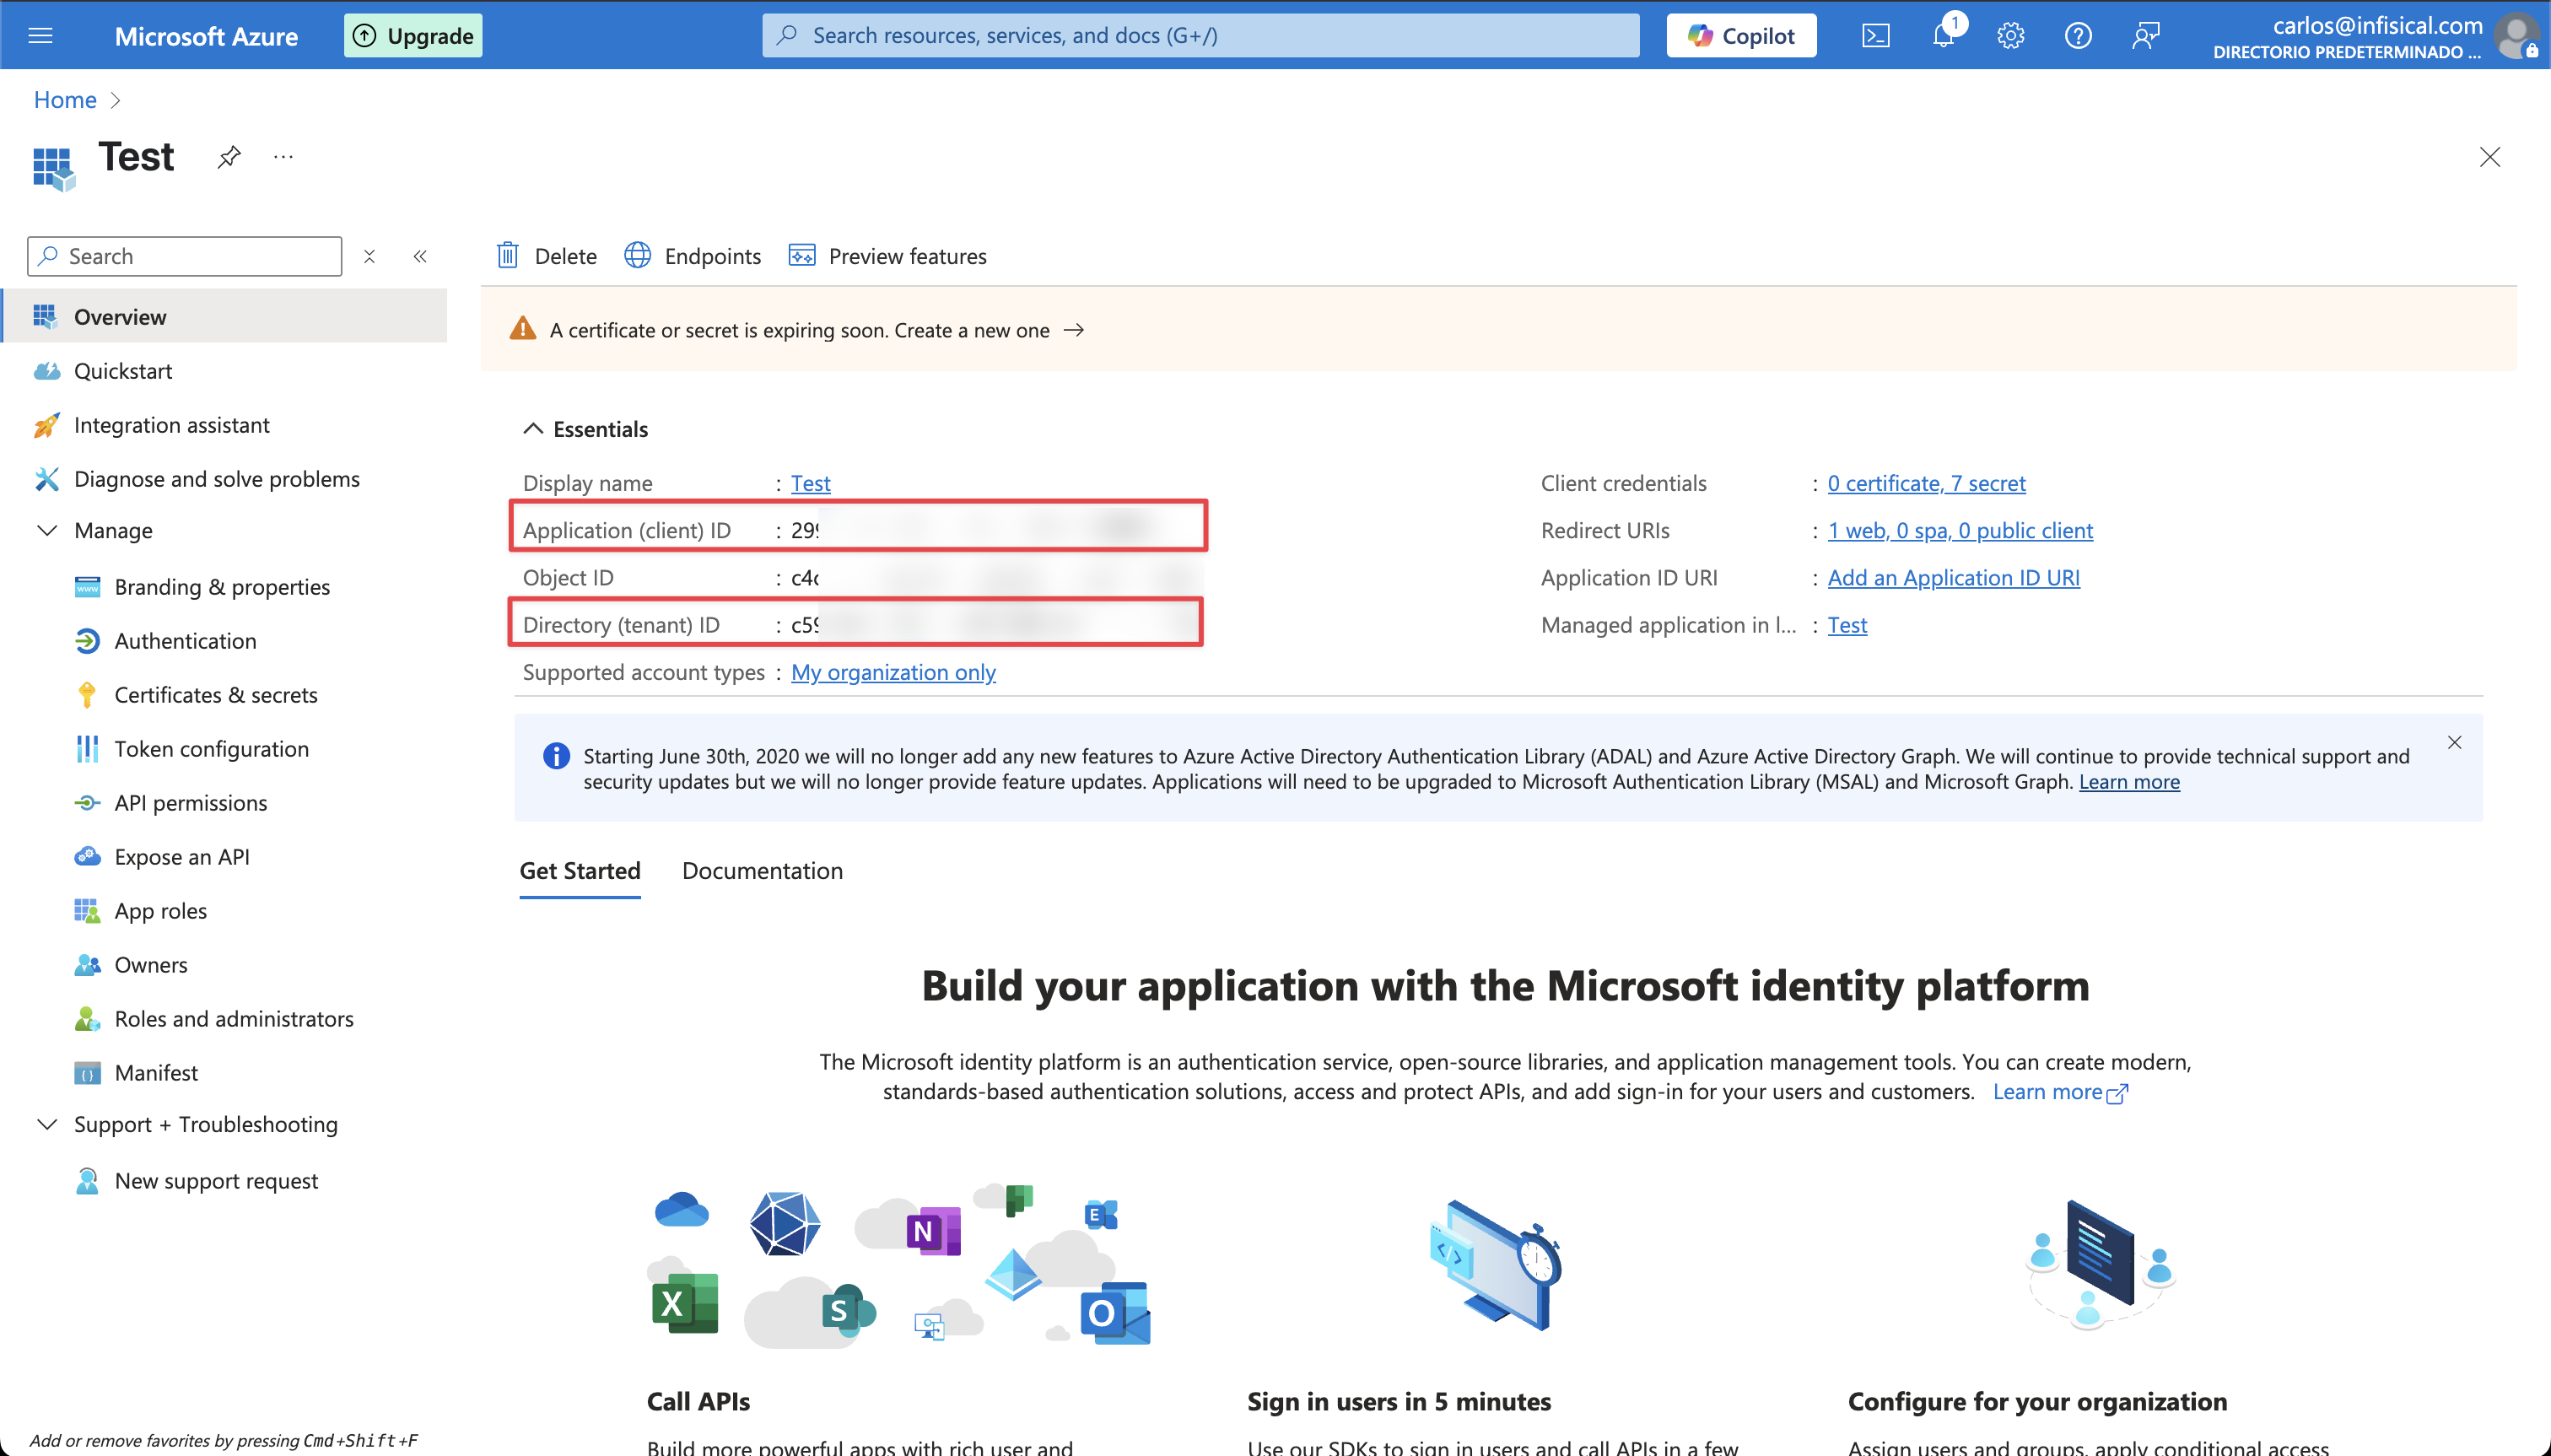 Microsoft Azure
Upgrade
Search resources, services, and docs (G+/)
Copilot
1
carlos@infisical.com
DIRECTORIO PREDETERMINADO ...
Home
Test
...
Search
Delete
Endpoints
Preview features
Overview
Quickstart
Integration assistant
Diagnose and solve problems
Manage
Branding & properties
Authentication
Certificates & secrets
Token configuration
API permissions
Expose an API
App roles
Owners
Roles and administrators
Manifest
Support + Troubleshooting
New support request
Add or remove favorites by pressing Cmd+Shift+F
A certificate or secret is expiring soon. Create a new one →
Essentials
Display name : Test
Application (client) ID : 299
Object ID : c4c
Directory (tenant) ID : c59
Supported account types : My organization only
Client credentials : 0 certificate, 7 secret
Redirect URIs : 1 web, 0 spa, 0 public client
Application ID URI : Add an Application ID URI
Managed application in l... : Test
Starting June 30th, 2020 we will no longer add any new features to Azure Active Directory Authentication Library (ADAL) and Azure Active Directory Graph. We will continue to provide technical support and
security updates but we will no longer provide feature updates. Applications will need to be upgraded to Microsoft Authentication Library (MSAL) and Microsoft Graph. Learn more
Get Started
Documentation
Build your application with the Microsoft identity platform
The Microsoft identity platform is an authentication service, open-source libraries, and application management tools. You can create modern,
standards-based authentication solutions, access and protect APIs, and add sign-in for your users and customers. Learn more
N
E
X
S
O
Call APIs
Build more powerful apps with rich user and
Sign in users in 5 minutes
Use our SDKs to sign in users and call APIs in a few
Configure for your organization
Assign users and groups, apply conditional access